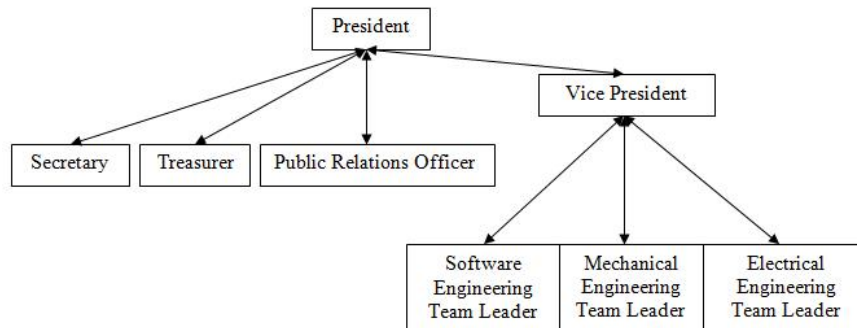 President
Vice President
Secretary
Treasurer
Public Relations Officer
Software
Engineering
Team Leader
Mechanical
Engineering
Team Leader
Electrical
Engineering
Team Leader